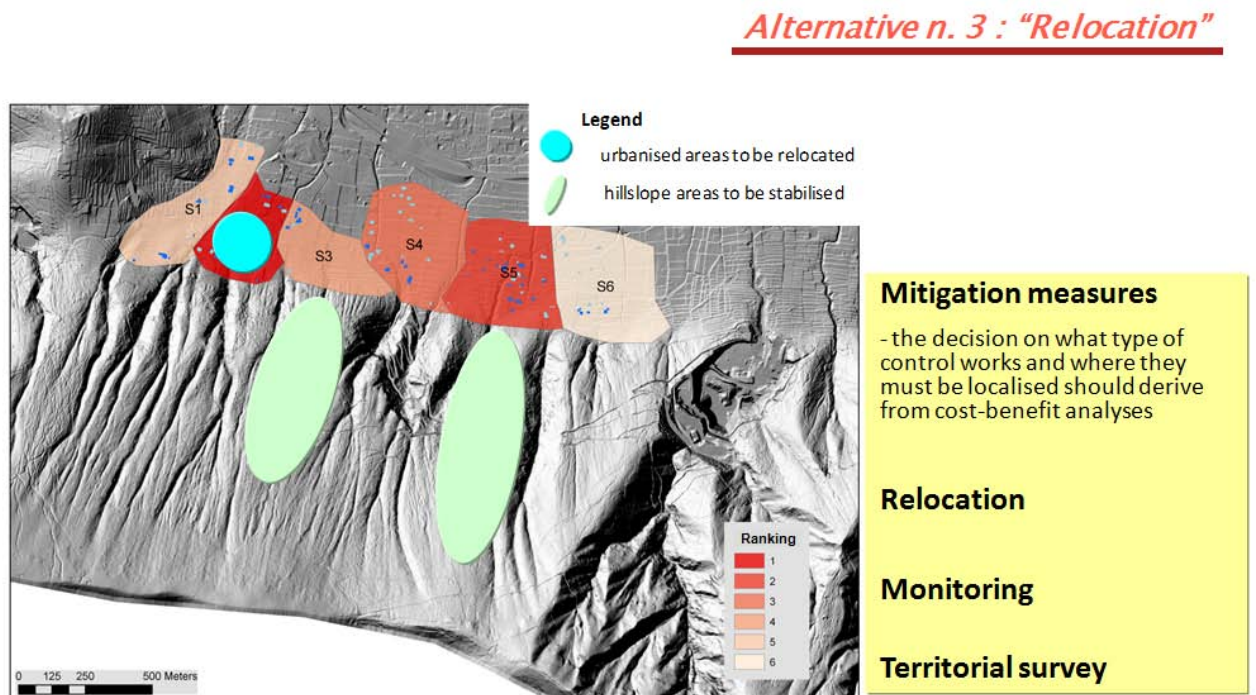 Alternative n. 3 : “Relocation”
Legend
urbanised areas to be relocated
hillslope areas to be stabilised
S1
S3
S4
S5
S6
Mitigation measures
- the decision on what type of
control works and where they
must be localised should derive
from cost-benefit analyses
Relocation
Monitoring
Territorial survey
Ranking
1
2
3
4
5
6
0 125 250 500 Meters